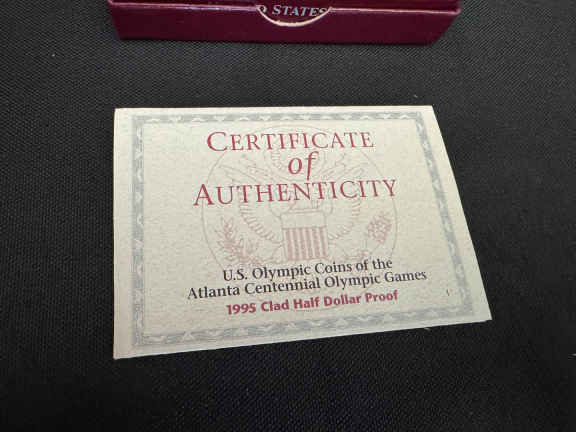 D STATES
CERTIFICATE
of
AUTHENTICITY
U.S. Olympic Coins of the
Atlanta Centennial Olympic Games
1995 Clad Half Dollar Proof